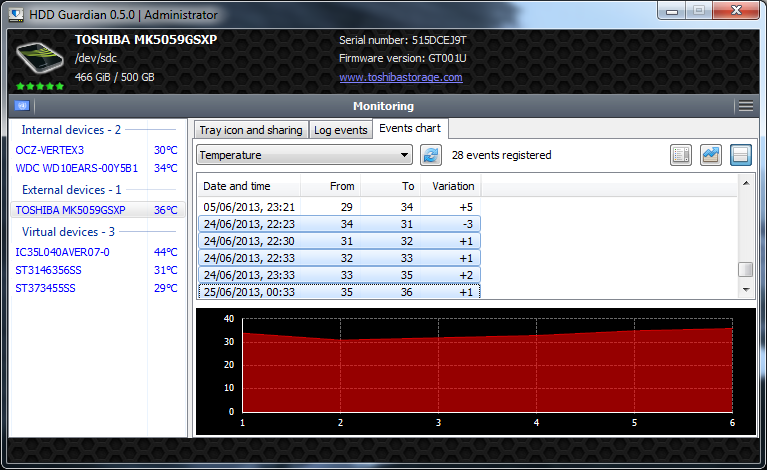 HDD Guardian 0.5.0 | Administrator
TOSHIBA MK5059GSXP
/dev/sdc
466 GiB / 500 GB
Serial number: 515DCEJ9T
Firmware version: GT001U
www.toshibastorage.com
Monitoring
Internal devices - 2
OCZ-VERTEX3 30°C
WDC WD10EARS-00Y5B1 34°C
External devices - 1
TOSHIBA MK5059GSXP 36°C
Virtual devices - 3
IC35L040AVER07-0 44°C
ST3146356SS 31°C
ST373455SS 29°C
Tray icon and sharing Log events Events chart
Temperature 28 events registered
Date and time From To Variation
05/06/2013, 23:21 29 34 +5
24/06/2013, 22:23 34 31 -3
24/06/2013, 22:30 31 32 +1
24/06/2013, 22:33 32 33 +1
24/06/2013, 23:33 33 35 +2
25/06/2013, 00:33 35 36 +1
40
30
20
10
0
1 2 3 4 5 6